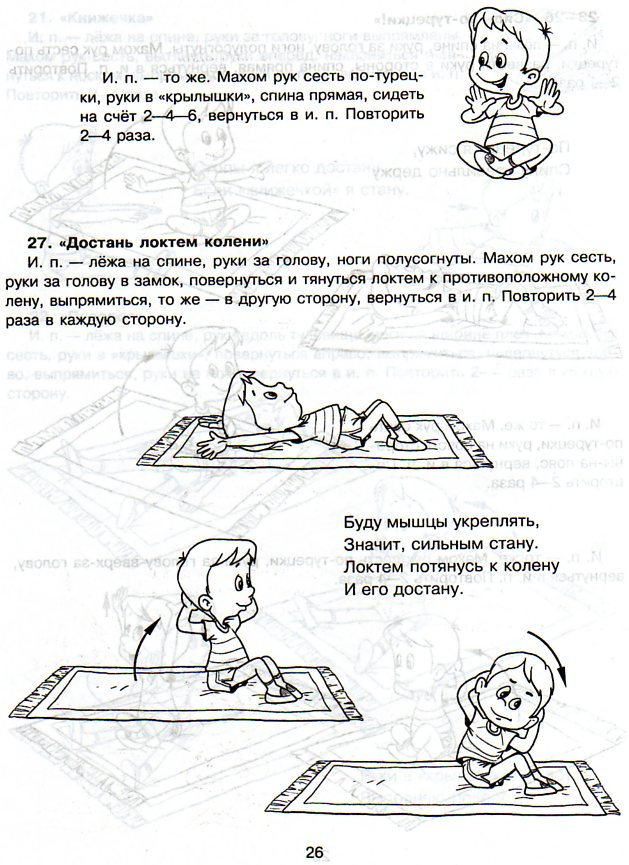 И. п. — то же. Махом рук сесть по-турец-
ки, руки в «крылышки», спина прямая, сидеть
на счёт 2—4—6, вернуться в и. п. Повторить
2—4 раза.
27. «Достань локтем колени»
И. п. — лёжа на спине, руки за голову, ноги полусогнуты. Махом рук сесть,
руки за голову в замок, повернуться и тянуться локтем к противоположному ко-
лену, выпрямиться, то же — в другую сторону, вернуться в и. п. Повторить 2—4
раза в каждую сторону.
Буду мышцы укреплять,
Значит, сильным стану.
Локтем потянусь к колену
И его достану.
26